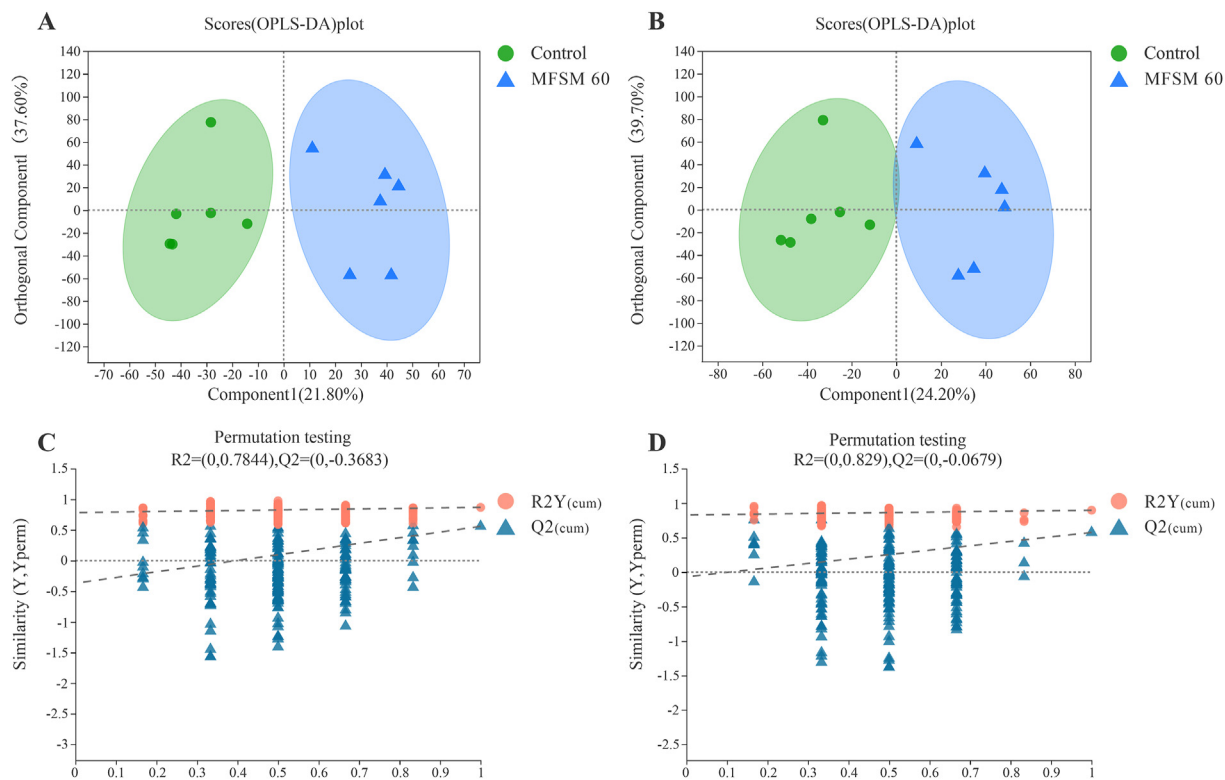 A
Scores(OPLS-DA)plot
Control
MFSM 60
Orthogonal ComponentI (37.60%)
140
120
100
80
60
40
20
0
-20
-40
-60
-80
-100
-120
-70 -60 -50 -40 -30 -20 -10 0 10 20 30 40 50 60 70
Component1(21.80%)
B
Scores(OPLS-DA)plot
Control
MFSM 60
Orthogonal ComponentI (39.70%)
140
120
100
80
60
40
20
0
-20
-40
-60
-80
-100
-120
-80 -60 -40 -20 0 20 40 60 80
Component1(24.20%)
C
Permutation testing
R2=(0,0.7844),Q2=(0,-0.3683)
R2Y(cum)
Q2(cum)
Similarity (Y,Yperm)
1.5
1
0.5
0
-0.5
-1
-1.5
-2
-2.5
-3
0 0.1 0.2 0.3 0.4 0.5 0.6 0.7 0.8 0.9 1
D
Permutation testing
R2=(0,0.829),Q2=(0,-0.0679)
R2Y(cum)
Q2(cum)
Similarity (Y,Yperm)
1.5
1
0.5
0
-0.5
-1
-1.5
-2
-2.5
0 0.1 0.2 0.3 0.4 0.5 0.6 0.7 0.8 0.9 1